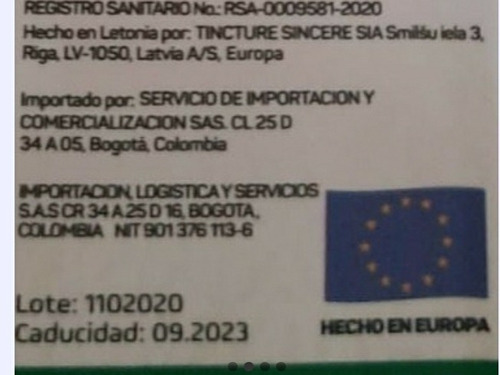 REGISTRO SANITARIO No.: RSA-0009581-2020
Hecho en Letonia por: TINCTURE SINCERE SIA Smilšu iela 3,
Riga, LV-1050, Latvia A/S, Europa
Importado por: SERVICIO DE IMPORTACION Y
COMERCIALIZACION SAS. CL 25 D
34 A 05, Bogotá, Colombia
IMPORTACION, LOGISTICA Y SERVICIOS
S.A.S CR 34 A 25 D 16, BOGOTA,
COLOMBIA NIT 901 376 113-6
Lote: 1102020
Caducidad: 09.2023
HECHO EN EUROPA